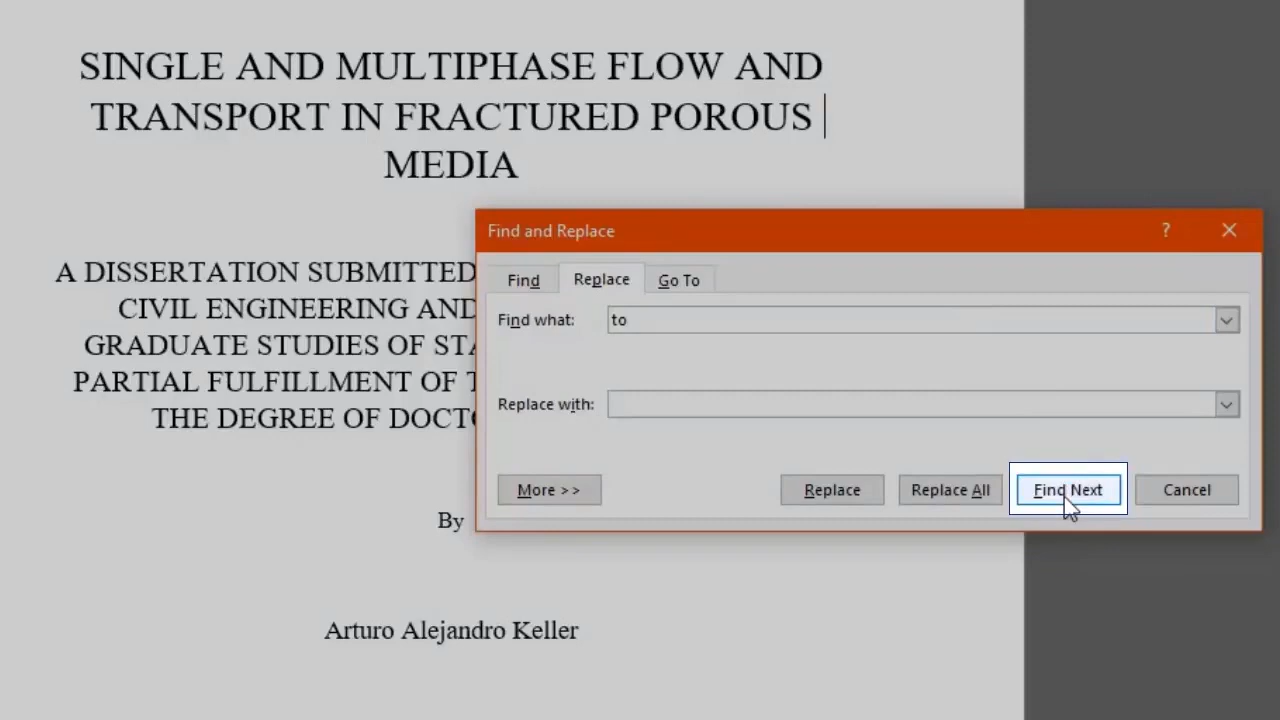 SINGLE AND MULTIPHASE FLOW AND
TRANSPORT IN FRACTURED POROUS
MEDIA
A DISSERTATION SUBMITTED
CIVIL ENGINEERING AND
GRADUATE STUDIES OF
PARTIAL FULFILLMENT OF
THE DEGREE OF
By
Arturo Alejandro Keller
Find and Replace
?
Find
Replace
Go To
Find what:
to
Replace with:
More >>
Replace
Replace All
Find Next
Cancel